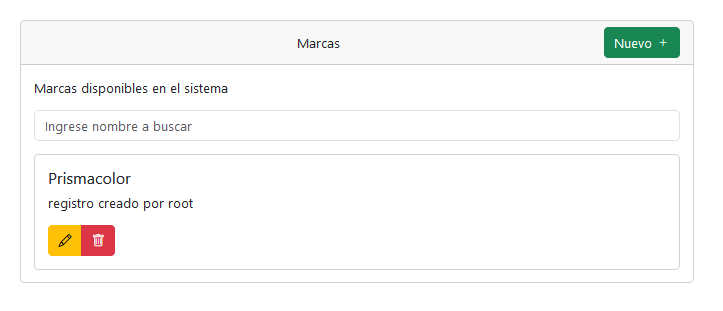 Marcas
Nuevo +
Marcas disponibles en el sistema
Ingrese nombre a buscar
Prismacolor
registro creado por root